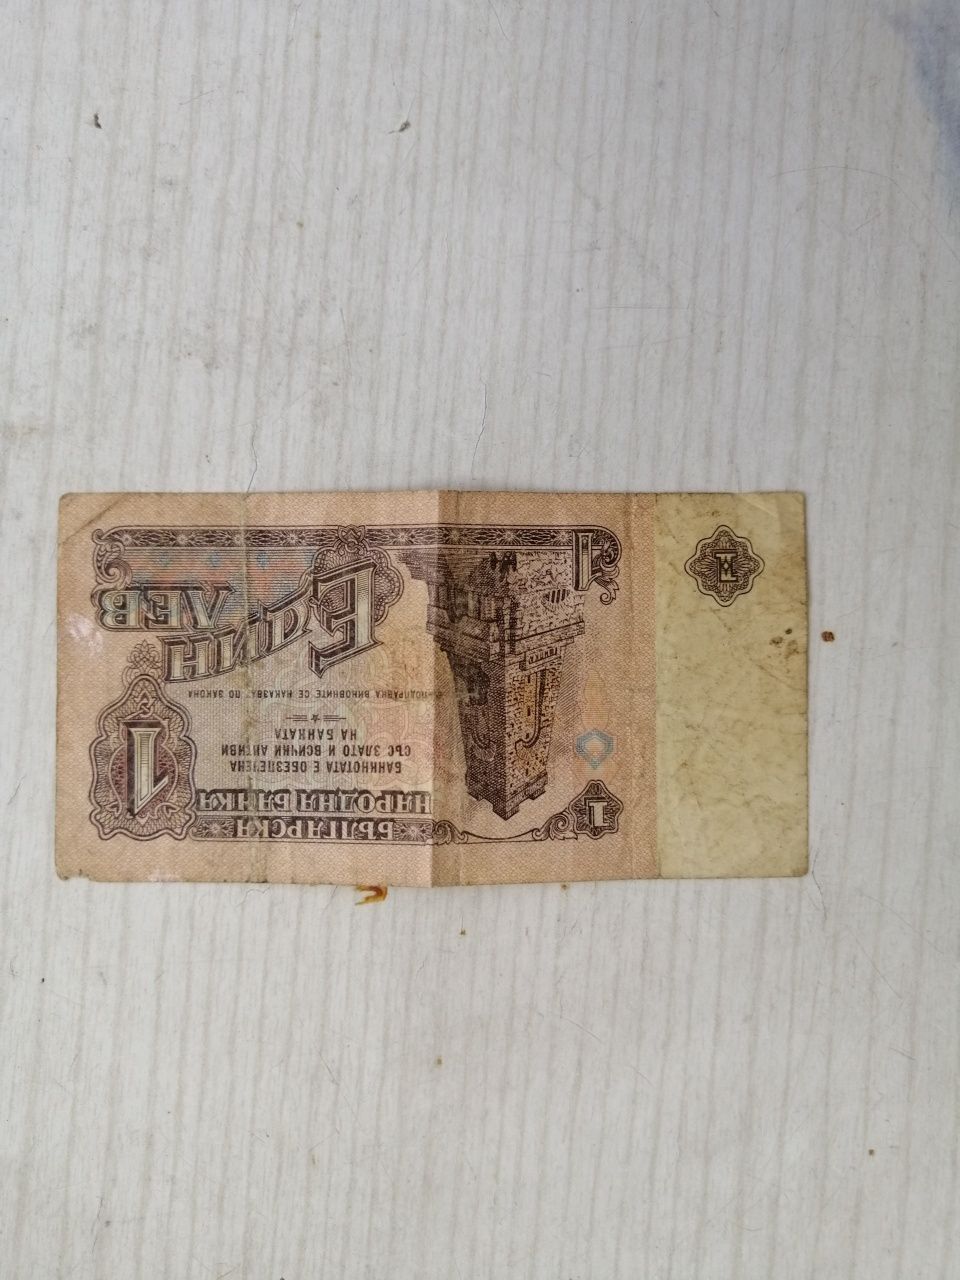 БЪЛГАРСКА
НАРОДНА БАНКА
БАНКНОТАТА Е ОБЕЗПЕЧЕНА
СЪС ЗЛАТО И ВСИЧКИ АКТИВИ
НА БАНКАТА
ПОДПРАВКА ВИНОВНИТЕ СЕ НАКАЗВАТ ПО ЗАКОНА
ЕДИН
ЛЕВ
1
1
1
1